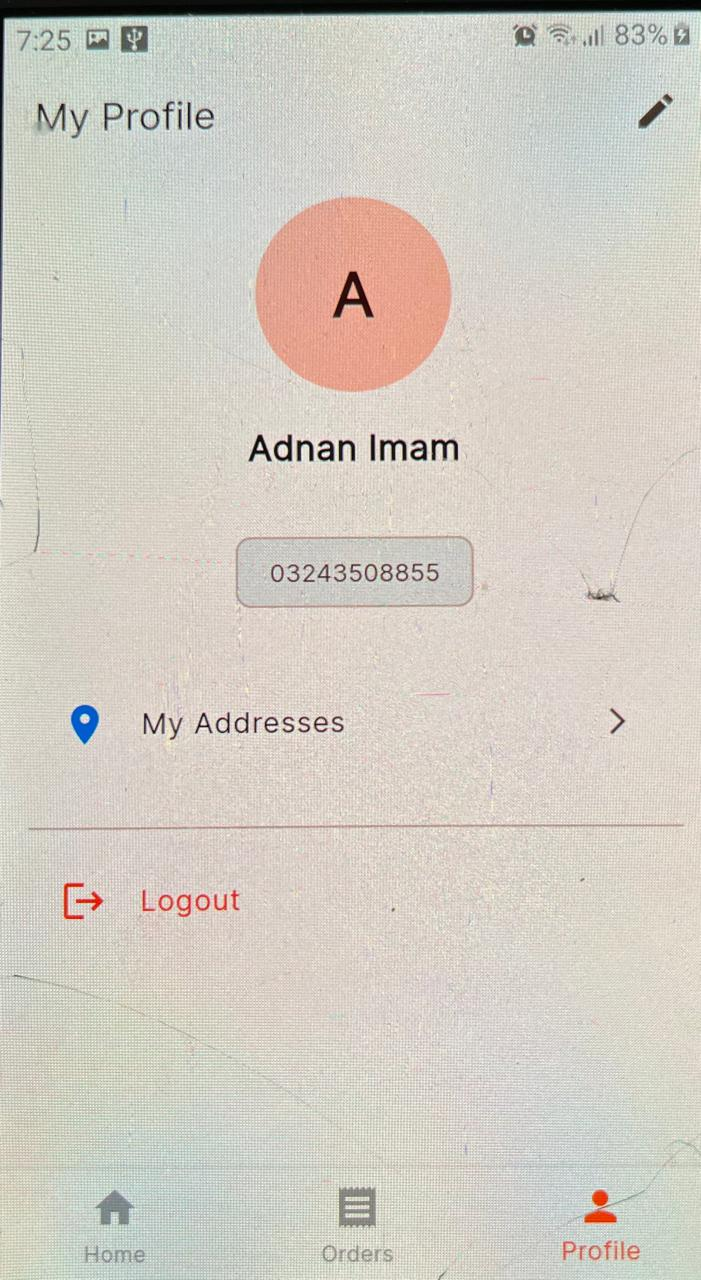 7:25 83%
My Profile
A
Adnan Imam
03243508855
My Addresses
Logout
Home Orders Profile